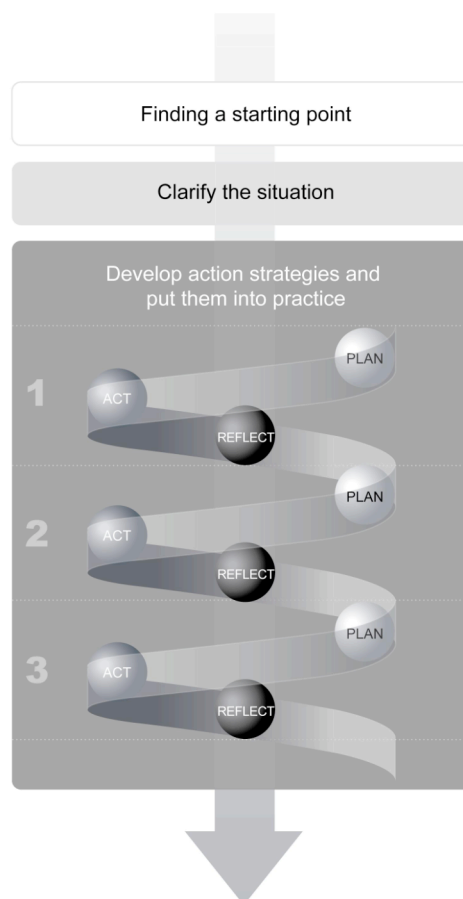 Finding a starting point
Clarify the situation
Develop action strategies and
put them into practice
PLAN
1
ACT
REFLECT
PLAN
2
ACT
REFLECT
PLAN
3
ACT
REFLECT